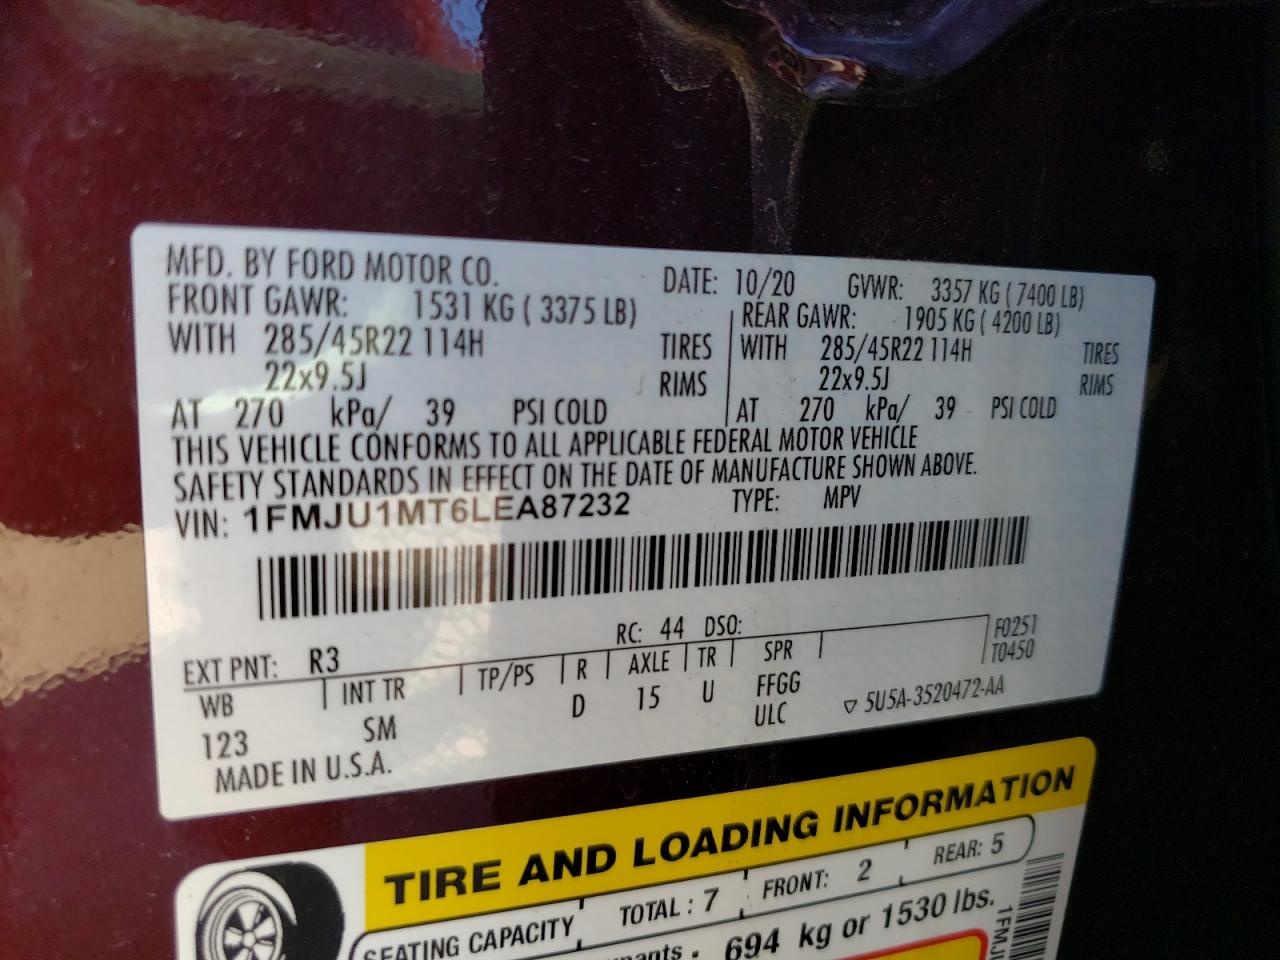 MFD. BY FORD MOTOR CO. DATE: 10/20 GVWR: 3357 KG ( 7400 LB)
FRONT GAWR: 1531 KG ( 3375 LB) REAR GAWR: 1905 KG ( 4200 LB)
WITH 285/45R22 114H TIRES WITH 285/45R22 114H TIRES
22x9.5J RIMS 22x9.5J RIMS
AT 270 kPa/ 39 PSI COLD AT 270 kPa/ 39 PSI COLD
THIS VEHICLE CONFORMS TO ALL APPLICABLE FEDERAL MOTOR VEHICLE
SAFETY STANDARDS IN EFFECT ON THE DATE OF MANUFACTURE SHOWN ABOVE.
VIN: 1FMJU1MT6LEA87232 TYPE: MPV
EXT PNT: R3 RC: 44 DSO: F0251
WB INT TR TP/PS R AXLE TR SPR T0450
123 SM D 15 U FFGG
ULC ▽ 5U5A-3520472-AA
MADE IN U.S.A.
TIRE AND LOADING INFORMATION
SEATING CAPACITY TOTAL : 7 FRONT: 2 REAR: 5
694 kg or 1530 lbs.